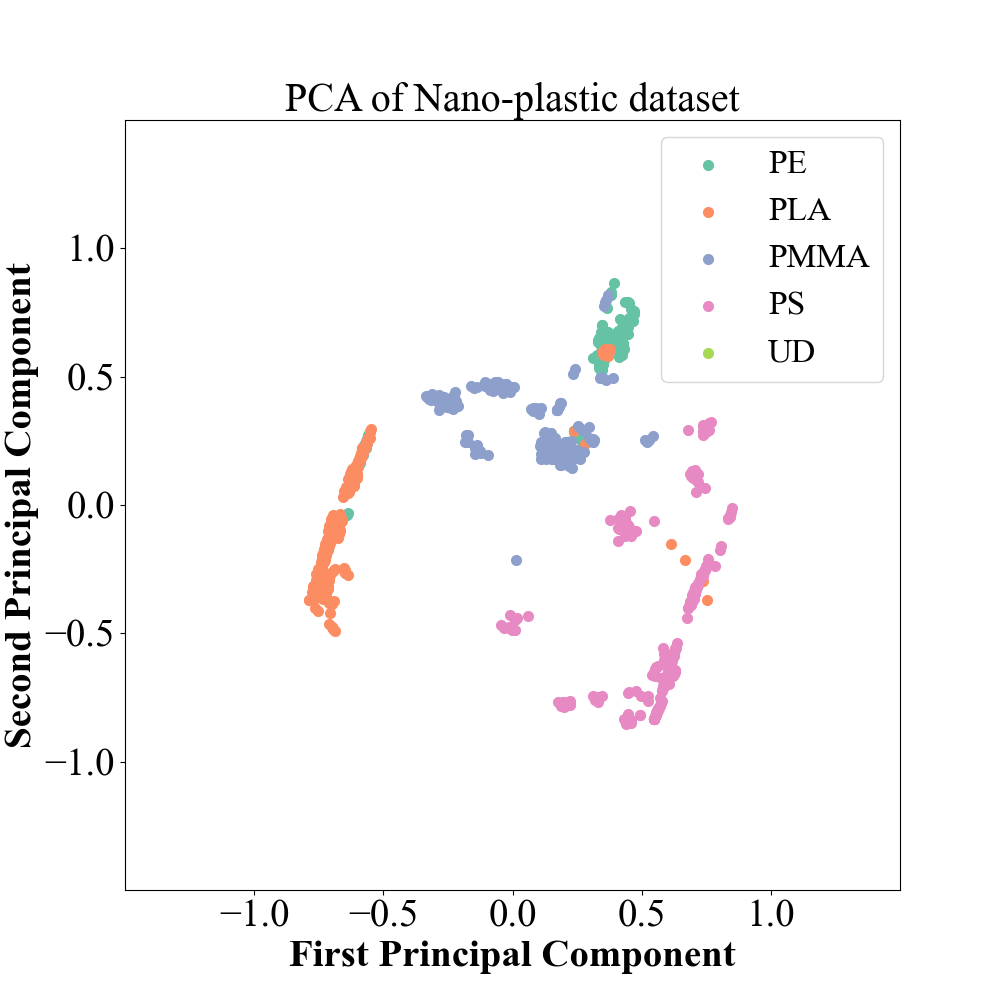 PCA of Nano-plastic dataset
PE
PLA
PMMA
PS
UD
1.0
0.5
0.0
−0.5
−1.0
Second Principal Component
−1.0
−0.5
0.0
0.5
1.0
First Principal Component